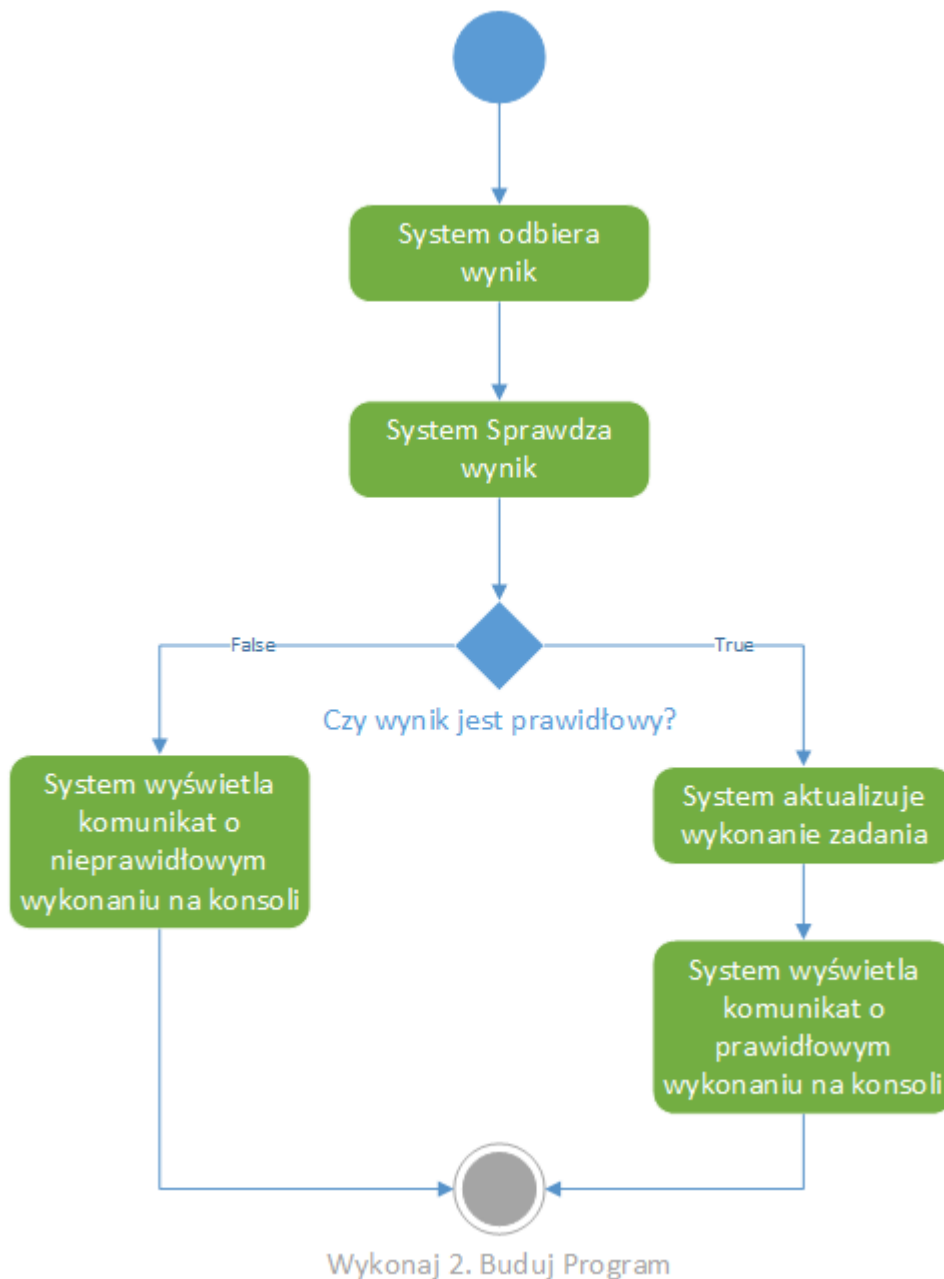 System odbiera
wynik
System Sprawdza
wynik
False
True
Czy wynik jest prawidłowy?
System wyświetla
komunikat o
nieprawidłowym
wykonaniu na konsoli
System aktualizuje
wykonanie zadania
System wyświetla
komunikat o
prawidłowym
wykonaniu na konsoli
Wykonaj 2. Buduj Program